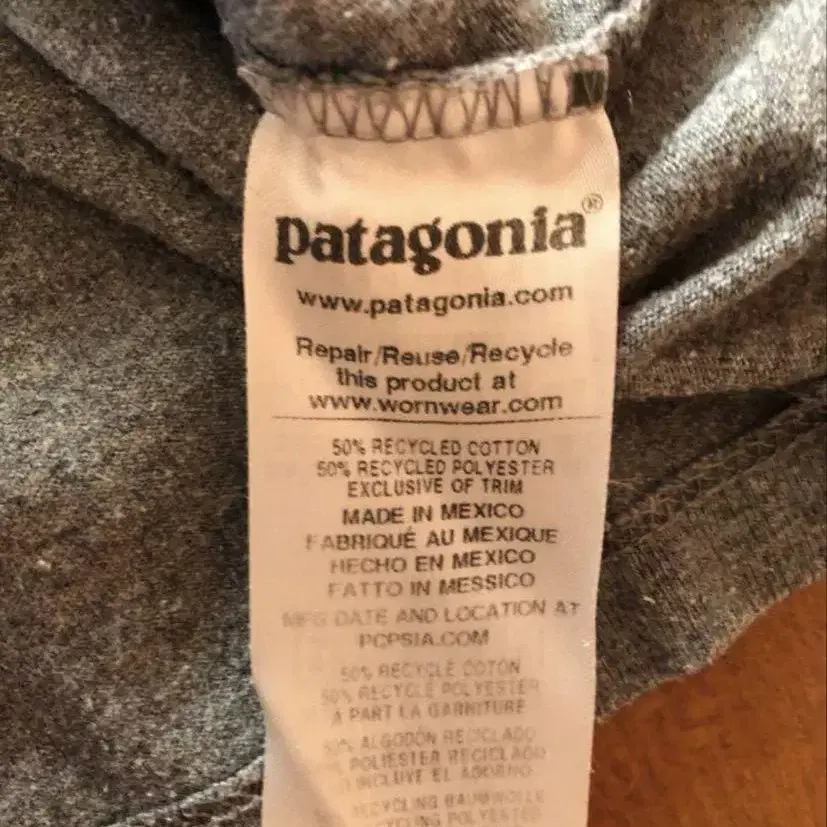 patagonia®
www.patagonia.com
Repair/Reuse/Recycle
this product at
www.wornwear.com
50% RECYCLED COTTON
50% RECYCLED POLYESTER
EXCLUSIVE OF TRIM
MADE IN MEXICO
FABRIQUÉ AU MEXIQUE
HECHO EN MEXICO
FATTO IN MESSICO
MFG DATE AND LOCATION AT
PCPSIA.COM
50% RECYCLÉ COTON
50% RECYCLÉ POLYESTER
À PART LA GARNITURE
50% ALGODÓN RECICLADO
POLIÉSTER RECICLADO
INCLUYE EL ADORNO
RECYCLING BAUMWOLLE